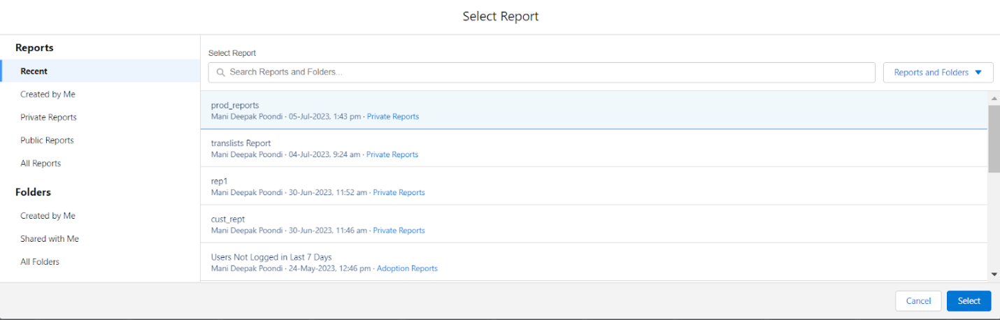 Select Report
Reports
Recent
Created by Me
Private Reports
Public Reports
All Reports
Folders
Created by Me
Shared with Me
All Folders
Select Report
Search Reports and Folders...
Reports and Folders
prod_reports
Mani Deepak Poondi · 05-Jul-2023, 1:43 pm · Private Reports
translists Report
Mani Deepak Poondi · 04-Jul-2023, 9:24 am · Private Reports
rep1
Mani Deepak Poondi · 30-Jun-2023, 11:52 am · Private Reports
cust_rept
Mani Deepak Poondi · 30-Jun-2023, 11:46 am · Private Reports
Users Not Logged in Last 7 Days
Mani Deepak Poondi · 24-May-2023, 12:46 pm · Adoption Reports
Cancel
Select